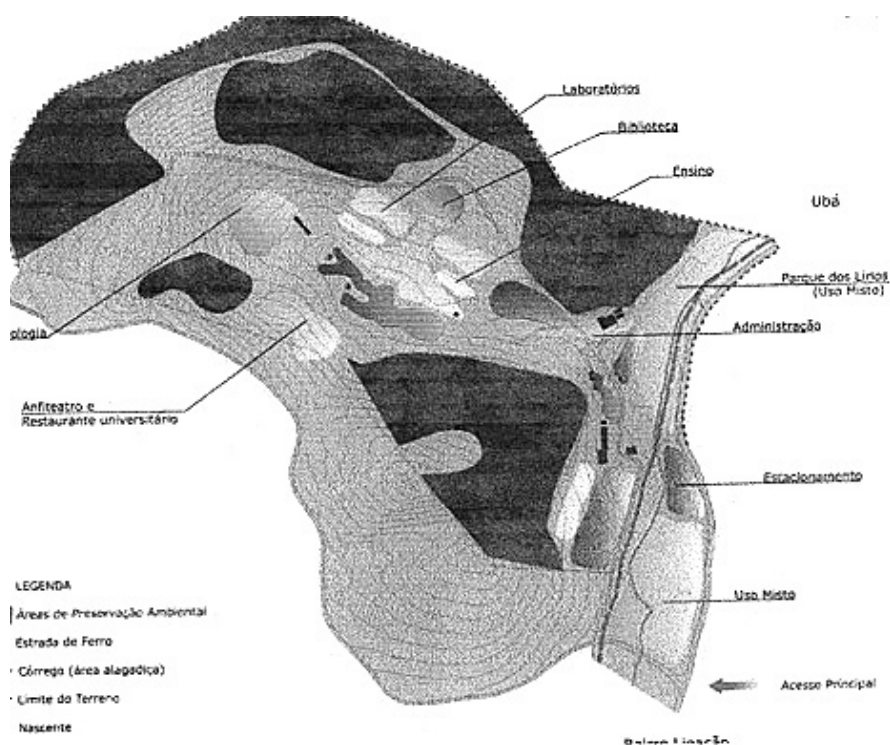 Laboratórios
Biblioteca
Ensino
Ubá
Parque dos Lírios
(Uso Misto)
Administração
ologia
Anfiteatro e
Restaurante universitário
Estacionamento
Uso Misto
LEGENDA
Áreas de Preservação Ambiental
Estrada de Ferro
Córrego (área alagadiça)
Limite do Terreno
Nascente
Acesso Principal
Bairro Ligação